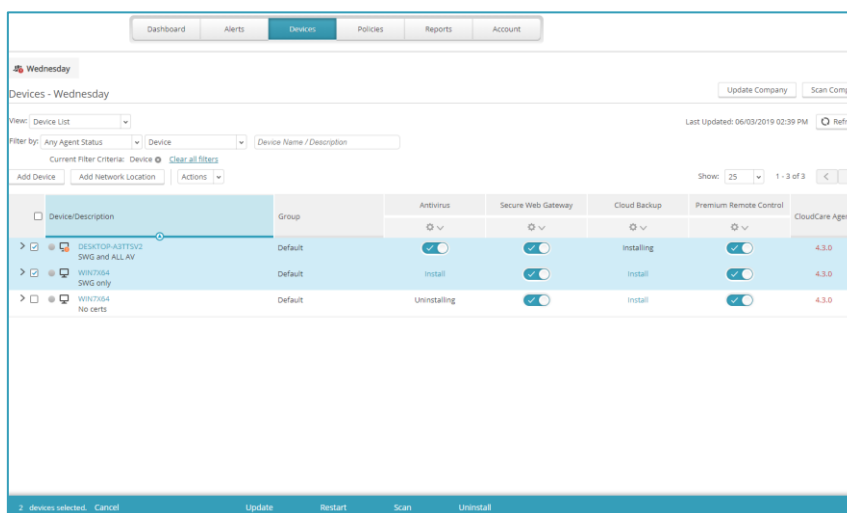 Dashboard Alerts Devices Policies Reports Account
Wednesday
Devices - Wednesday Update Company Scan Comp
View: Device List Last Updated: 06/03/2019 02:39 PM Refr
Filter by: Any Agent Status Device Device Name / Description
Current Filter Criteria: Device Clear all filters
Add Device Add Network Location Actions Show: 25 1 - 3 of 3
Device/Description Group Antivirus Secure Web Gateway Cloud Backup Premium Remote Control CloudCare Agen
DESKTOP-A3TTSV2 Default Installing 4.3.0
SWG and ALL AV
WIN7X64 Default Install Install 4.3.0
SWG only
WIN7X64 Default Uninstalling Install 4.3.0
No certs
2 devices selected. Cancel Update Restart Scan Uninstall